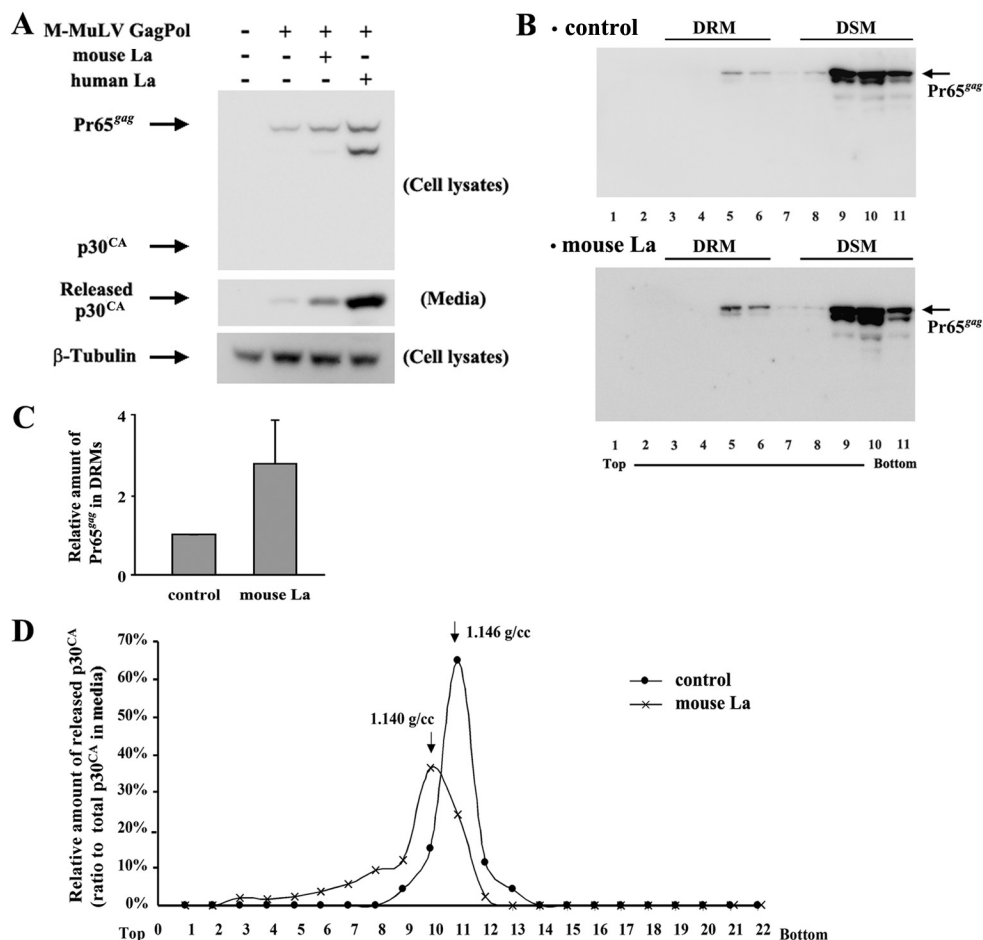 A
M-MuLV GagPol - + + +
mouse La - - + -
human La - - - +
Pr65gag
(Cell lysates)
p30CA
Released
p30CA
(Media)
β-Tubulin
(Cell lysates)
B
· control
DRM DSM
Pr65gag
1 2 3 4 5 6 7 8 9 10 11
· mouse La
DRM DSM
Pr65gag
1 2 3 4 5 6 7 8 9 10 11
Top Bottom
C
Relative amunt of
Pr65gag in DRMs
4
2
0
control mouse La
D
Relative amount of released p30CA
(ratio to total p30CA in media)
70%
60%
50%
40%
30%
20%
10%
0%
1.146 g/cc
1.140 g/cc
control
mouse La
Top 0 1 2 3 4 5 6 7 8 9 10 11 12 13 14 15 16 17 18 19 20 21 22 Bottom